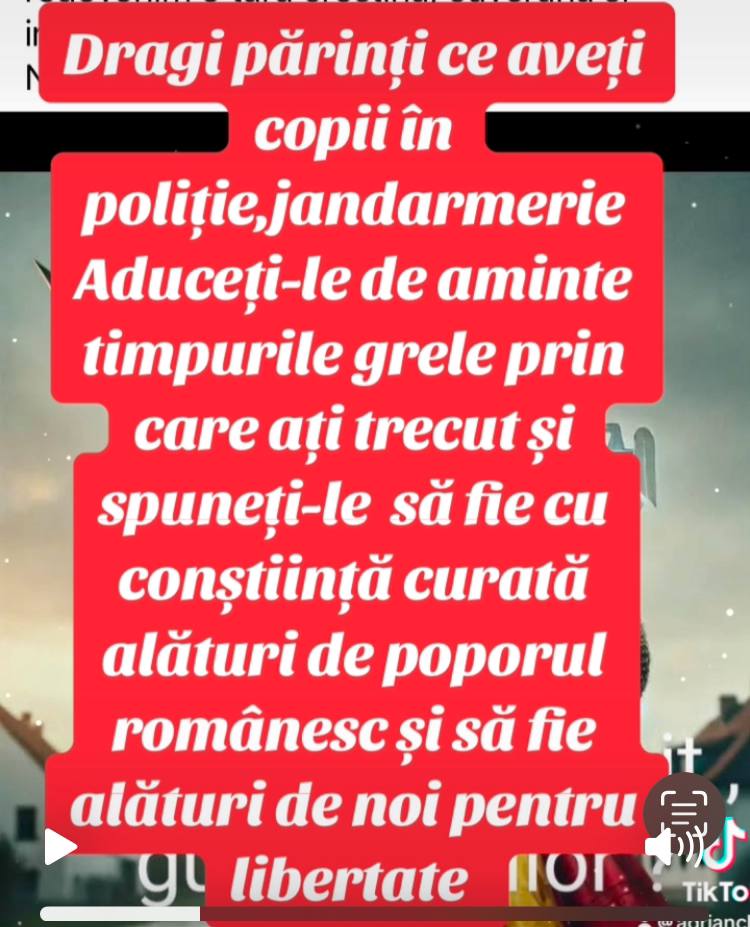 Dragi părinți ce aveți
copii în
poliție,jandarmerie
Aduceți-le de aminte
timpurile grele prin
care ați trecut și
spuneți-le să fie cu
conștiință curată
alături de poporul
românesc și să fie
alături de noi pentru
libertate
TikTo